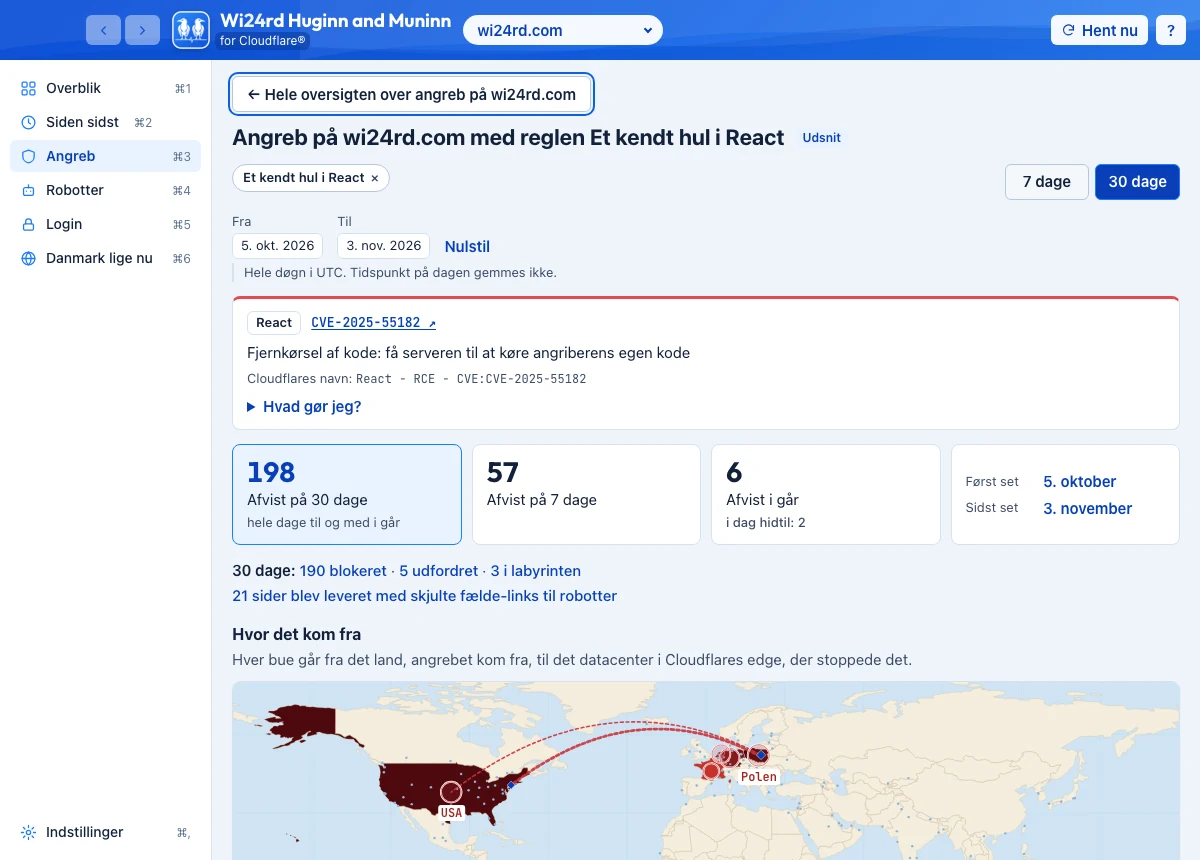 Wi24rd Huginn and Muninn
for Cloudflare®
wi24rd.com
Hent nu
?
Overblik ⌘1
Siden sidst ⌘2
Angreb ⌘3
Robotter ⌘4
Login ⌘5
Danmark lige nu ⌘6
Indstillinger ⌘,
← Hele oversigten over angreb på wi24rd.com
Angreb på wi24rd.com med reglen Et kendt hul i React Udsnit
Et kendt hul i React ×
7 dage 30 dage
Fra Til
5. okt. 2026 3. nov. 2026 Nulstil
Hele døgn i UTC. Tidspunkt på dagen gemmes ikke.
React CVE-2025-55182 ↗
Fjernkørsel af kode: få serveren til at køre angriberens egen kode
Cloudflares navn: React - RCE - CVE:CVE-2025-55182
▶ Hvad gør jeg?
198
Afvist på 30 dage
hele dage til og med i går
57
Afvist på 7 dage
6
Afvist i går
i dag hidtil: 2
Først set 5. oktober
Sidst set 3. november
30 dage: 190 blokeret · 5 udfordret · 3 i labyrinten
21 sider blev leveret med skjulte fælde-links til robotter
Hvor det kom fra
Hver bue går fra det land, angrebet kom fra, til det datacenter i Cloudflares edge, der stoppede det.
Polen
USA